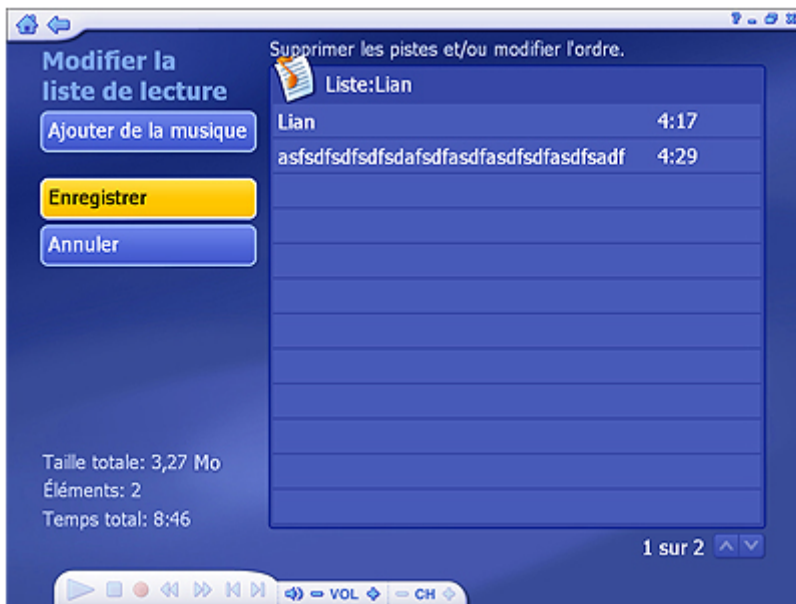 Modifier la
liste de lecture
Supprimer les pistes et/ou modifier l'ordre.
Liste:Lian
Ajouter de la musique
Lian 4:17
asfsdfsdfsdfsdafsdfasdfasdfsdfasdfsadf 4:29
Enregistrer
Annuler
Taille totale: 3,27 Mo
Éléments: 2
Temps total: 8:46
1 sur 2
VOL
CH